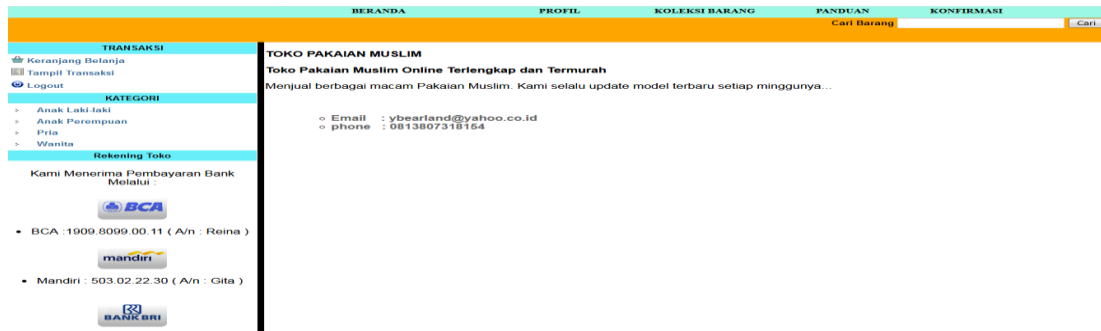 BERANDA PROFIL KOLEKSI BARANG PANDUAN KONFIRMASI
Cari Barang Cari
TRANSAKSI
Keranjang Belanja
Tampil Transaksi
Logout
KATEGORI
Anak Laki-laki
Anak Perempuan
Pria
Wanita
Rekening Toko
Kami Menerima Pembayaran Bank
Melalui :
BCA
• BCA :1909.8099.00.11 ( A/n : Reina )
mandiri
• Mandiri : 503.02.22.30 ( A/n : Gita )
BANK BRI
TOKO PAKAIAN MUSLIM
Toko Pakaian Muslim Online Terlengkap dan Termurah
Menjual berbagai macam Pakaian Muslim. Kami selalu update model terbaru setiap minggunya...
Email : ybearland@yahoo.co.id
phone : 0813807318154